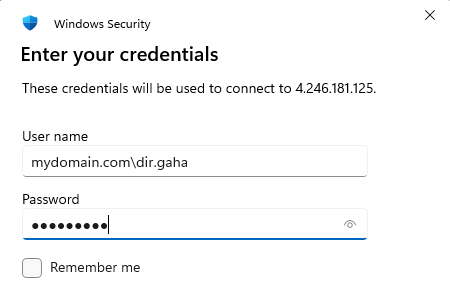 Windows Security
Enter your credentials
These credentials will be used to connect to 4.246.181.125.
User name
mydomain.com\dir.gaha
Password
●●●●●●●●●
Remember me